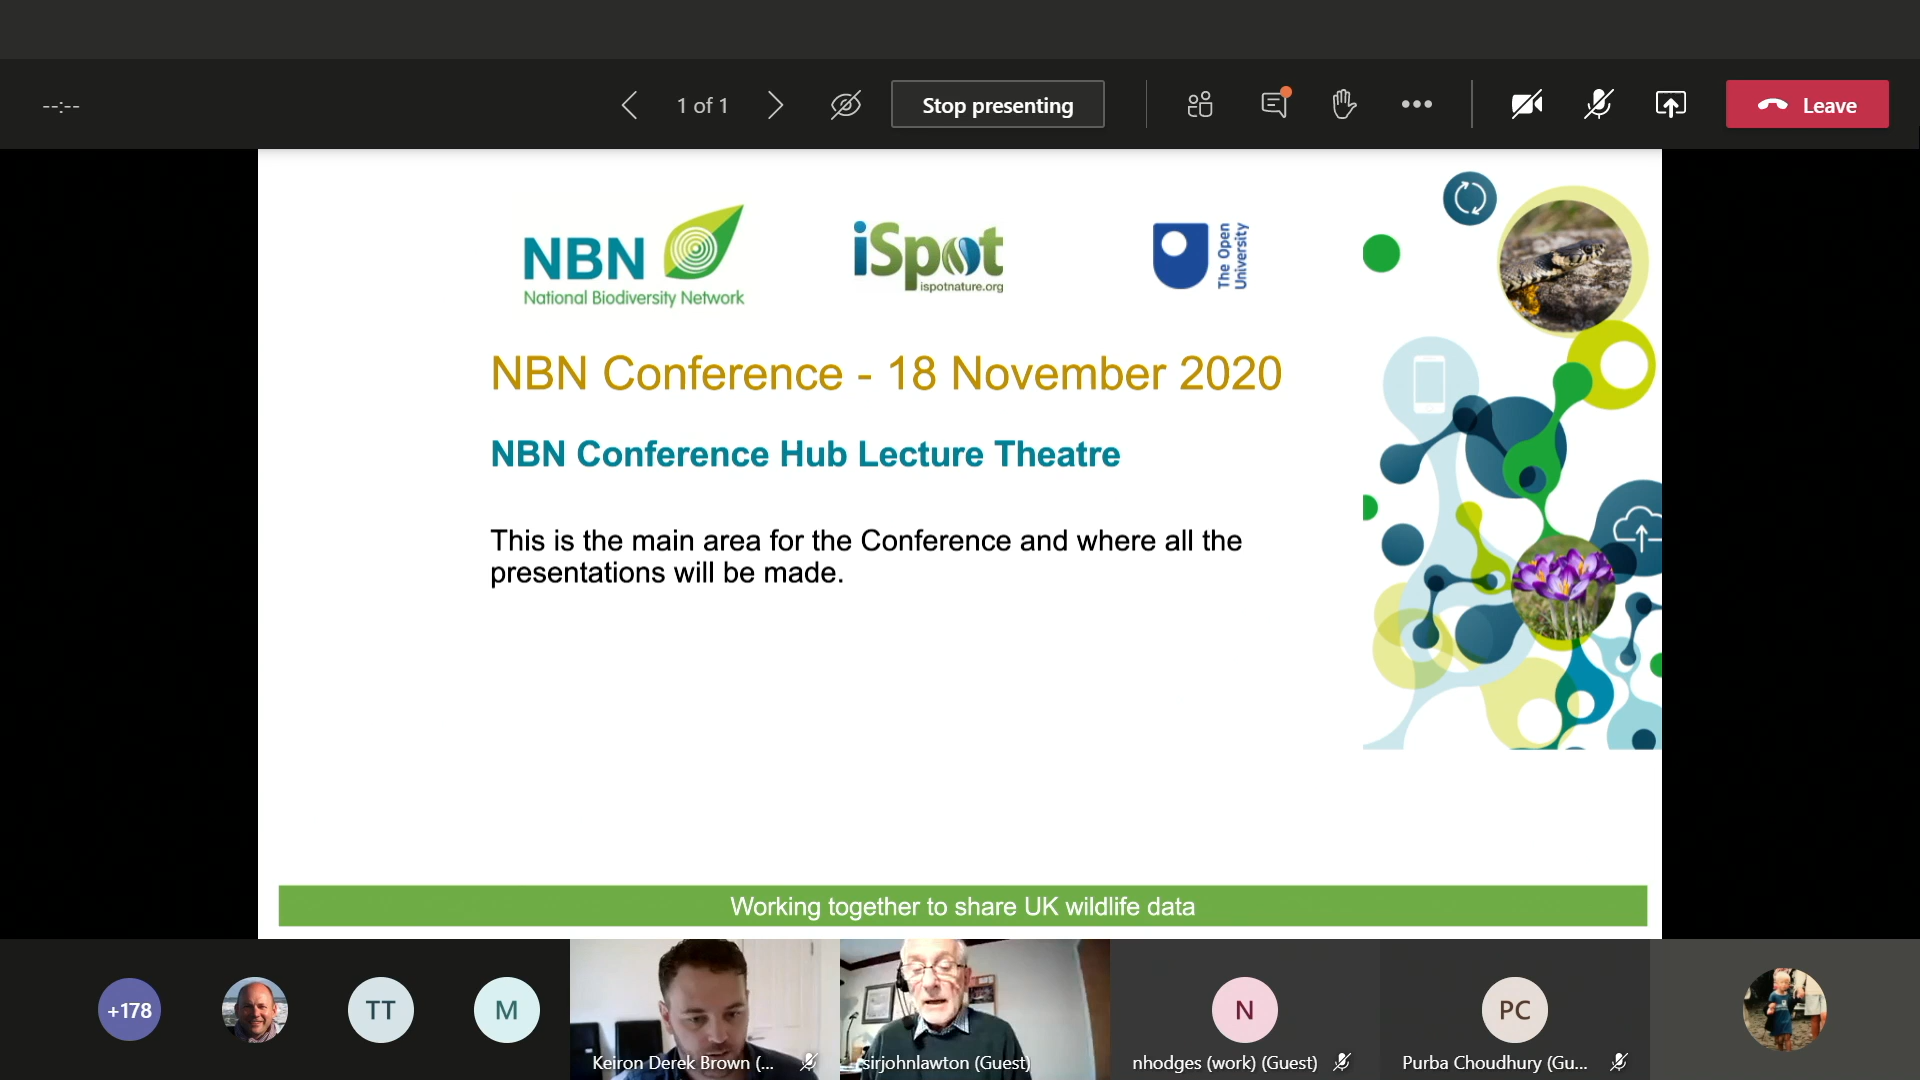 --:--
1 of 1
Stop presenting
Leave
NBN
National Biodiversity Network
iSpot
ispotnature.org
The Open
University
NBN Conference - 18 November 2020
NBN Conference Hub Lecture Theatre
This is the main area for the Conference and where all the
presentations will be made.
Working together to share UK wildlife data
+178
TT
M
Keiron Derek Brown (...
sirjohnlawton (Guest)
N
nhodges (work) (Guest)
PC
Purba Choudhury (Gu...